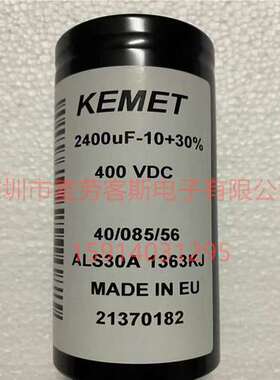 KEMET
2400uF-10+30%
400 VDC
40/085/56
ALS30A 1363KJ
MADE IN EU
21370182